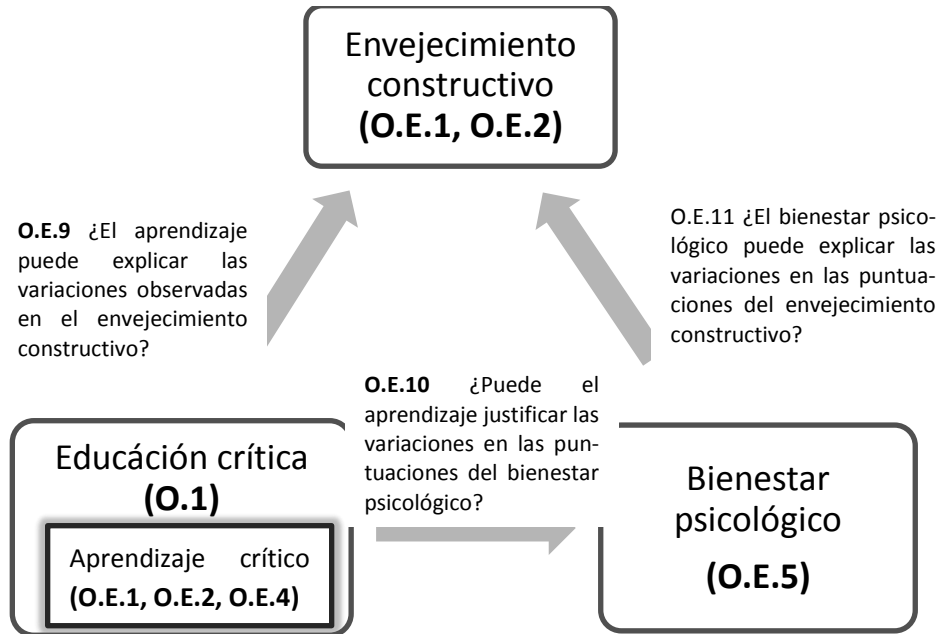 Envejecimiento
constructivo
(O.E.1, O.E.2)
O.E.9 ¿El aprendizaje
puede explicar las
variaciones observadas
en el envejecimiento
constructivo?
O.E.11 ¿El bienestar psico-
lógico puede explicar las
variaciones en las puntua-
ciones del envejecimiento
constructivo?
O.E.10 ¿Puede el
aprendizaje justificar las
variaciones en las pun-
tuaciones del bienestar
psicológico?
Educáción crítica
(O.1)
Aprendizaje crítico
(O.E.1, O.E.2, O.E.4)
Bienestar
psicológico
(O.E.5)